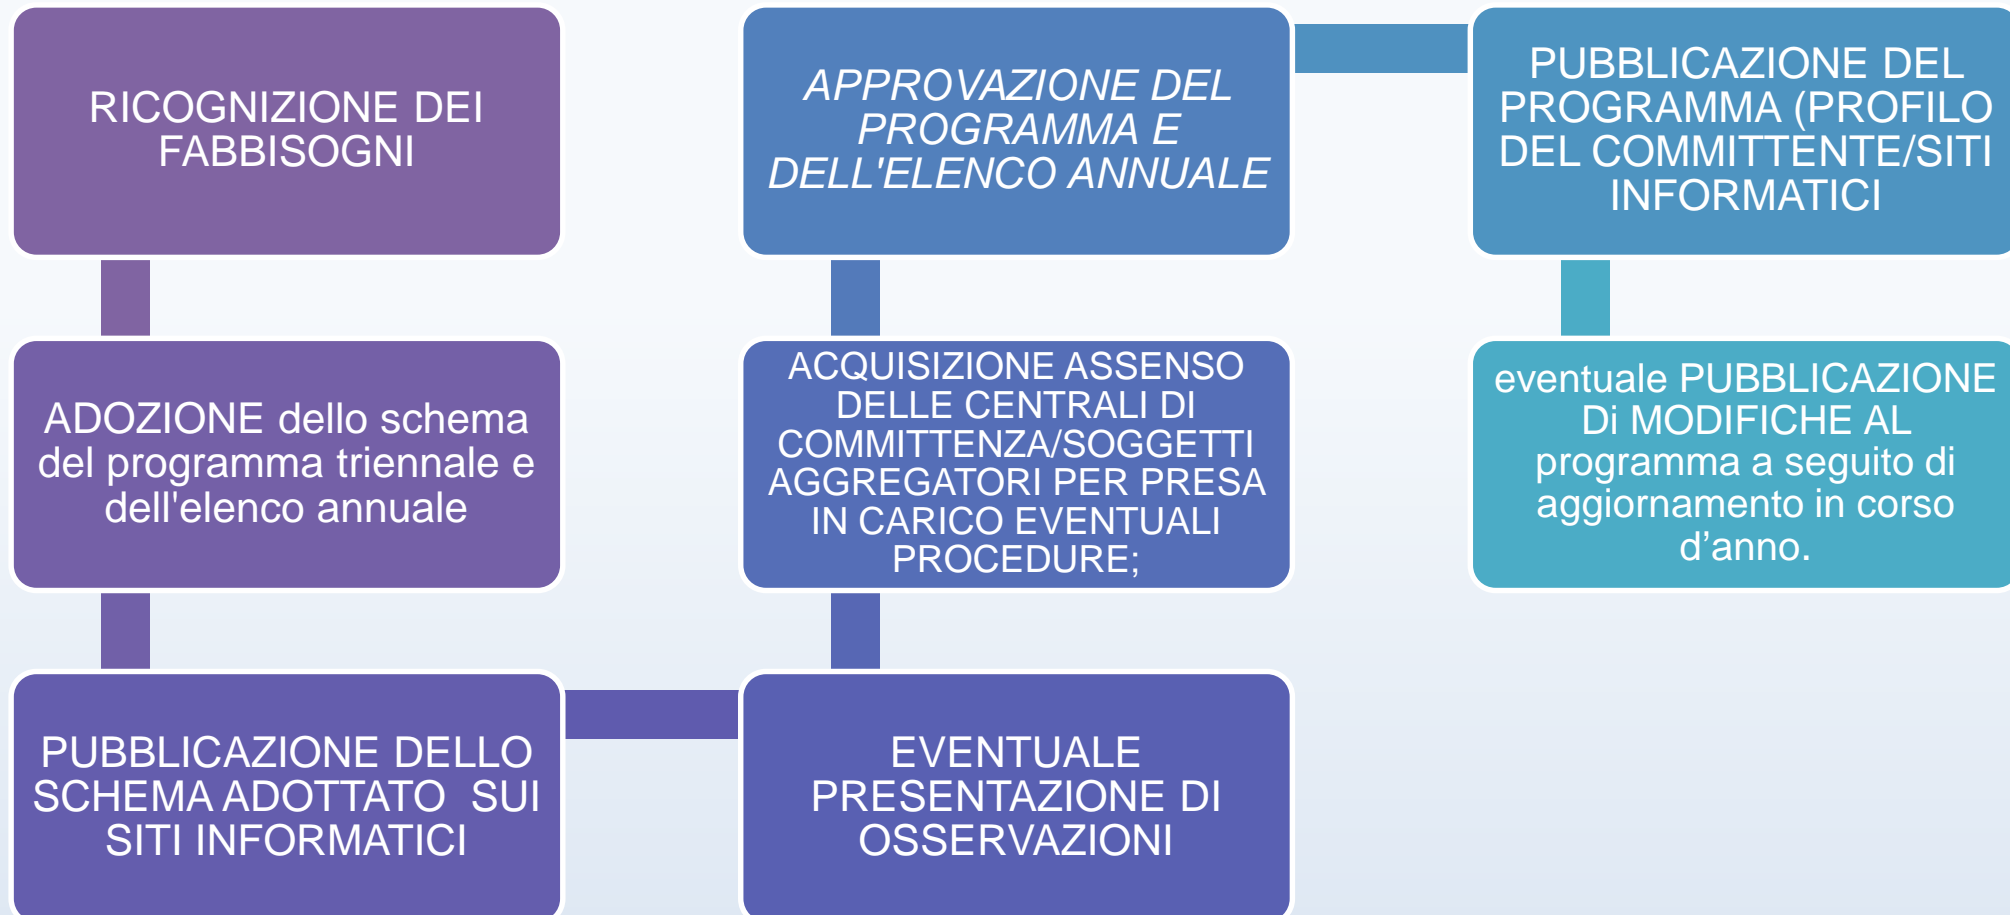 RICOGNIZIONE DEI
FABBISOGNI
ADOZIONE dello schema
del programma triennale e
dell'elenco annuale
PUBBLICAZIONE DELLO
SCHEMA ADOTTATO  SUI
SITI INFORMATICI
EVENTUALE
PRESENTAZIONE DI
OSSERVAZIONI
ACQUISIZIONE ASSENSO
DELLE CENTRALI DI
COMMITTENZA/SOGGETTI
AGGREGATORI PER PRESA
IN CARICO EVENTUALI
PROCEDURE;
APPROVAZIONE DEL
PROGRAMMA E
DELL'ELENCO ANNUALE
PUBBLICAZIONE DEL
PROGRAMMA (PROFILO
DEL COMMITTENTE/SITI
INFORMATICI
eventuale PUBBLICAZIONE
Di MODIFICHE AL
programma a seguito di
aggiornamento in corso
d’anno.